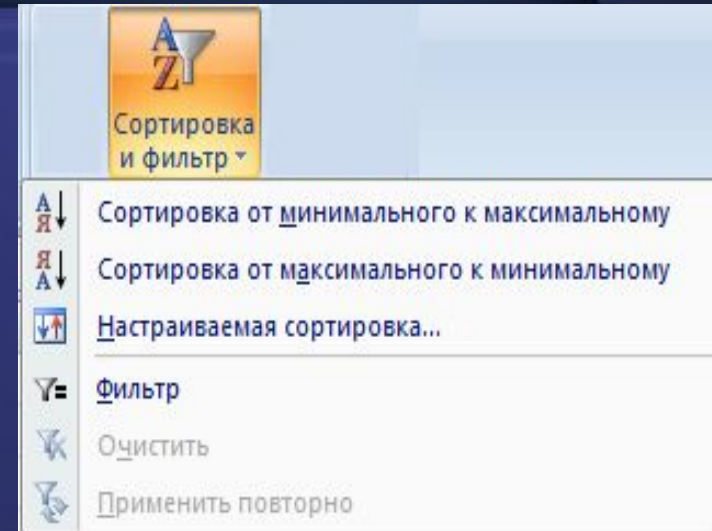 Сортировка
и фильтр
Сортировка от минимального к максимальному
Сортировка от максимального к минимальному
Настраиваемая сортировка...
Фильтр
Очистить
Применить повторно